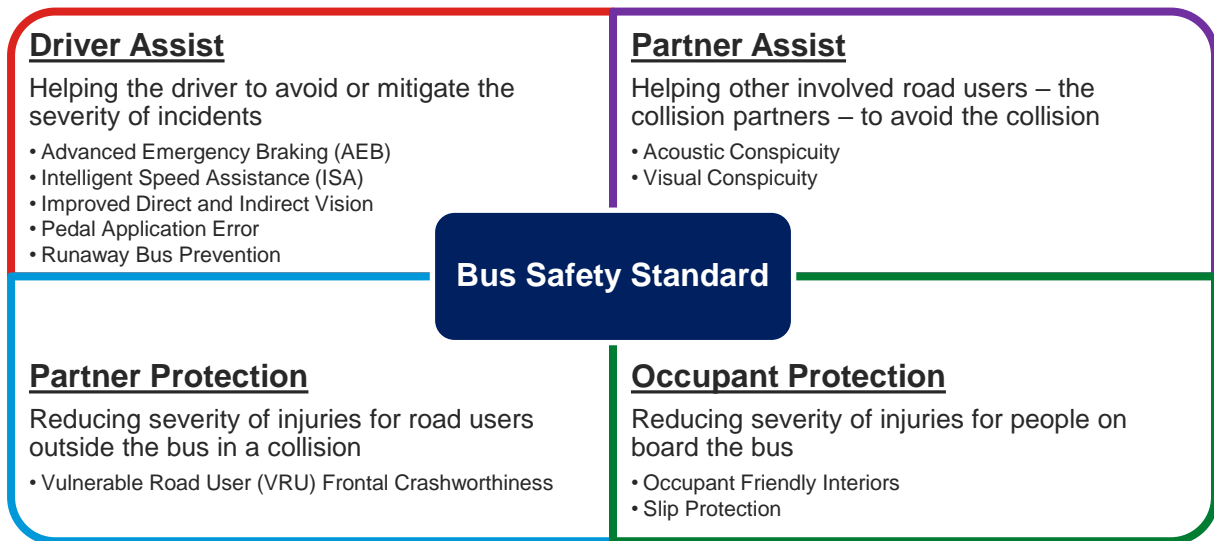 Driver Assist
Helping the driver to avoid or mitigate the
severity of incidents
• Advanced Emergency Braking (AEB)
• Intelligent Speed Assistance (ISA)
• Improved Direct and Indirect Vision
• Pedal Application Error
• Runaway Bus Prevention
Partner Assist
Helping other involved road users – the
collision partners – to avoid the collision
• Acoustic Conspicuity
• Visual Conspicuity
Bus Safety Standard
Partner Protection
Reducing severity of injuries for road users
outside the bus in a collision
• Vulnerable Road User (VRU) Frontal Crashworthiness
Occupant Protection
Reducing severity of injuries for people on
board the bus
• Occupant Friendly Interiors
• Slip Protection